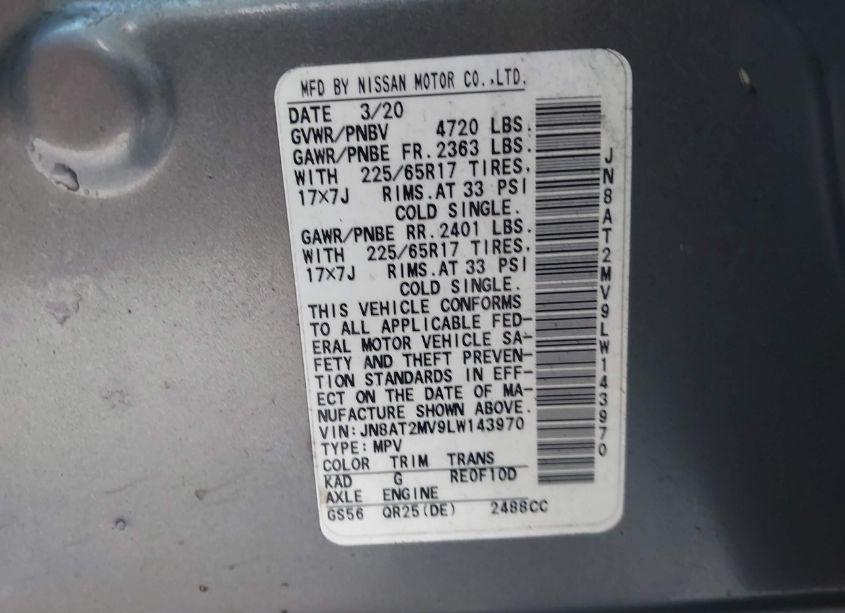 MFD BY NISSAN MOTOR CO.,LTD.
DATE 3/20
GVWR/PNBV 4720 LBS.
GAWR/PNBE FR. 2363 LBS.
WITH 225/65R17 TIRES,
17×7J RIMS.AT 33 PSI
COLD SINGLE.
GAWR/PNBE RR. 2401 LBS.
WITH 225/65R17 TIRES,
17×7J RIMS.AT 33 PSI
COLD SINGLE.
THIS VEHICLE CONFORMS
TO ALL APPLICABLE FED-
ERAL MOTOR VEHICLE SA-
FETY AND THEFT PREVEN-
TION STANDARDS IN EFF-
ECT ON THE DATE OF MA-
NUFACTURE SHOWN ABOVE.
VIN:JN8AT2MV9LW143970
TYPE:MPV
COLOR TRIM TRANS
KAD G RE0F10D
AXLE ENGINE
GS56 QR25(DE) 2488CC
JN8AT2MV9LW143970